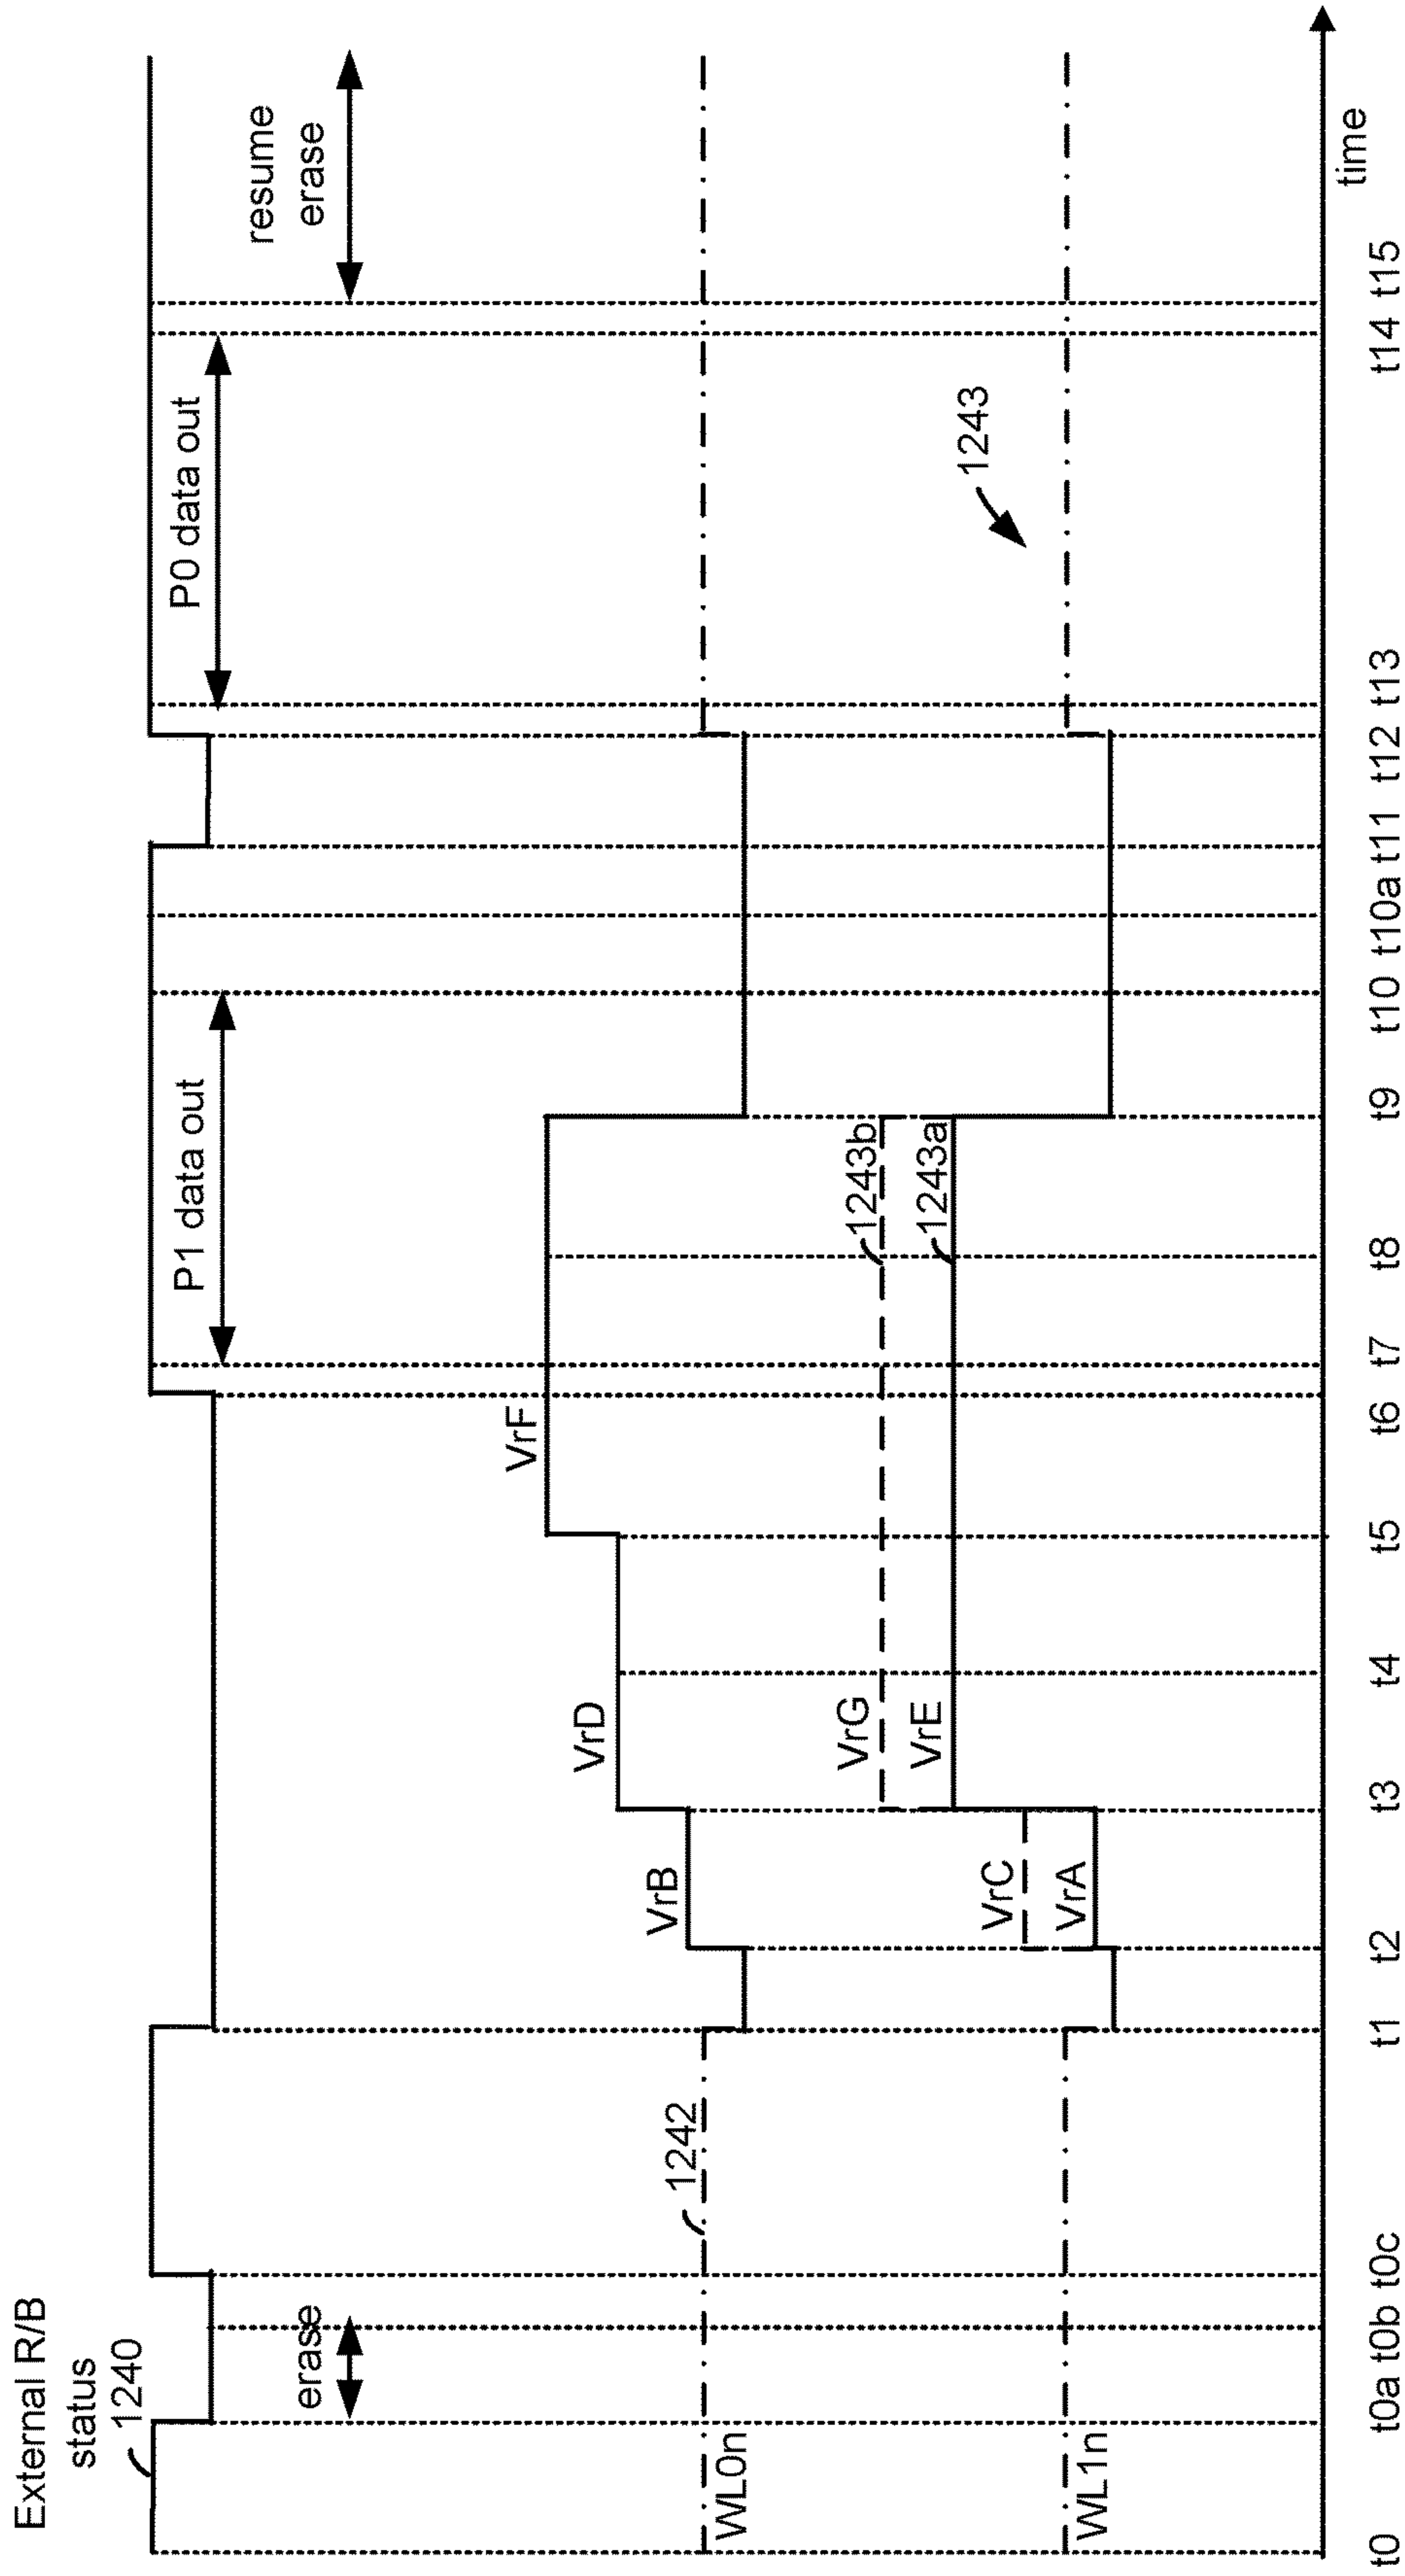 External R/B
status
1240
erase
P1 data out
P0 data out
resume
erase
VrF
VrD
VrB
1242
WL0n
VrG
1243b
VrE
1243a
VrC
VrA
1243
WL1n
time
t0 t0a t0b t0c t1 t2 t3 t4 t5 t6 t7 t8 t9 t10 t10a t11 t12 t13 t14 t15